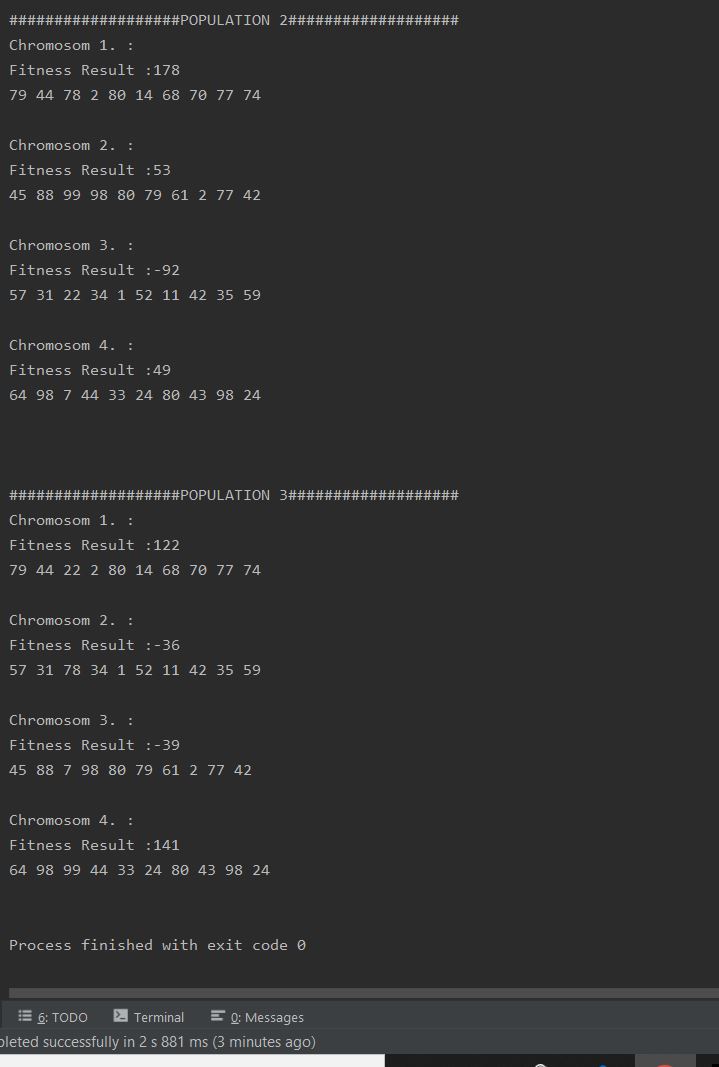 ###################POPULATION 2###################
Chromosom 1. :
Fitness Result :178
79 44 78 2 80 14 68 70 77 74
Chromosom 2. :
Fitness Result :53
45 88 99 98 80 79 61 2 77 42
Chromosom 3. :
Fitness Result :-92
57 31 22 34 1 52 11 42 35 59
Chromosom 4. :
Fitness Result :49
64 98 7 44 33 24 80 43 98 24
###################POPULATION 3###################
Chromosom 1. :
Fitness Result :122
79 44 22 2 80 14 68 70 77 74
Chromosom 2. :
Fitness Result :-36
57 31 78 34 1 52 11 42 35 59
Chromosom 3. :
Fitness Result :-39
45 88 7 98 80 79 61 2 77 42
Chromosom 4. :
Fitness Result :141
64 98 99 44 33 24 80 43 98 24
Process finished with exit code 0
6: TODO Terminal 0: Messages
pleted successfully in 2 s 881 ms (3 minutes ago)